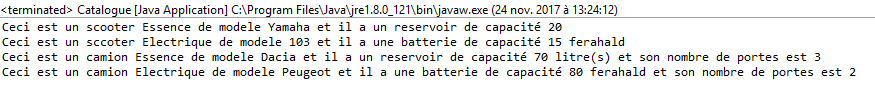 <terminated> Catalogue [Java Application] C:\Program Files\Java\jre1.8.0_121\bin\javaw.exe (24 nov. 2017 à 13:24:12)
Ceci est un scooter Essence de modele Yamaha et il a un reservoir de capacité 20
Ceci est un scooter Electrique de modele 103 et il a une batterie de capacité 15 ferahald
Ceci est un camion Essence de modele Dacia et il a un reservoir de capacité 70 litre(s) et son nombre de portes est 3
Ceci est un camion Electrique de modele Peugeot et il a une batterie de capacité 80 ferahald et son nombre de portes est 2